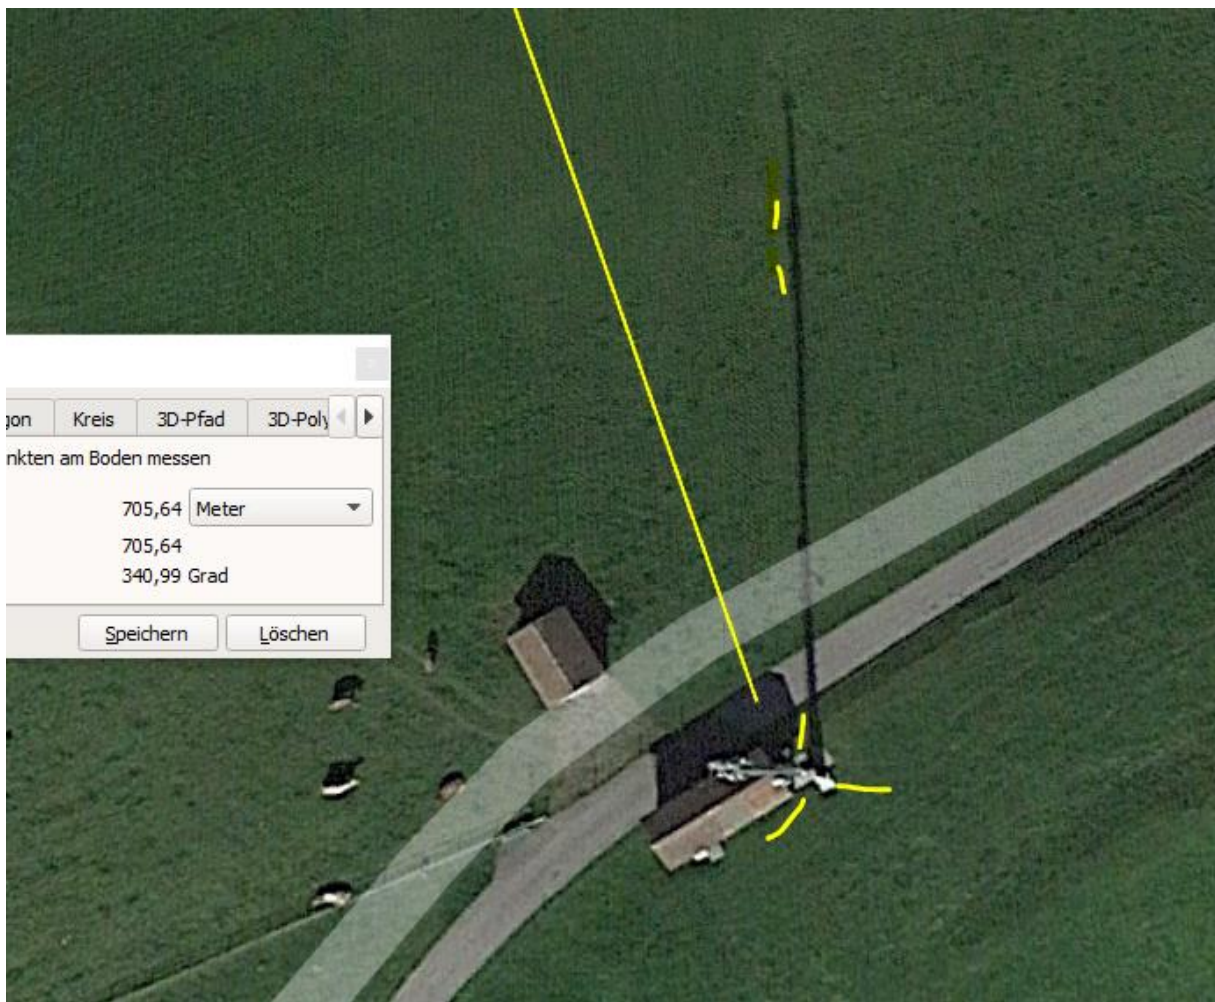 gon Kreis 3D-Pfad 3D-Poly
nkten am Boden messen
705,64 Meter
705,64
340,99 Grad
Speichern Löschen